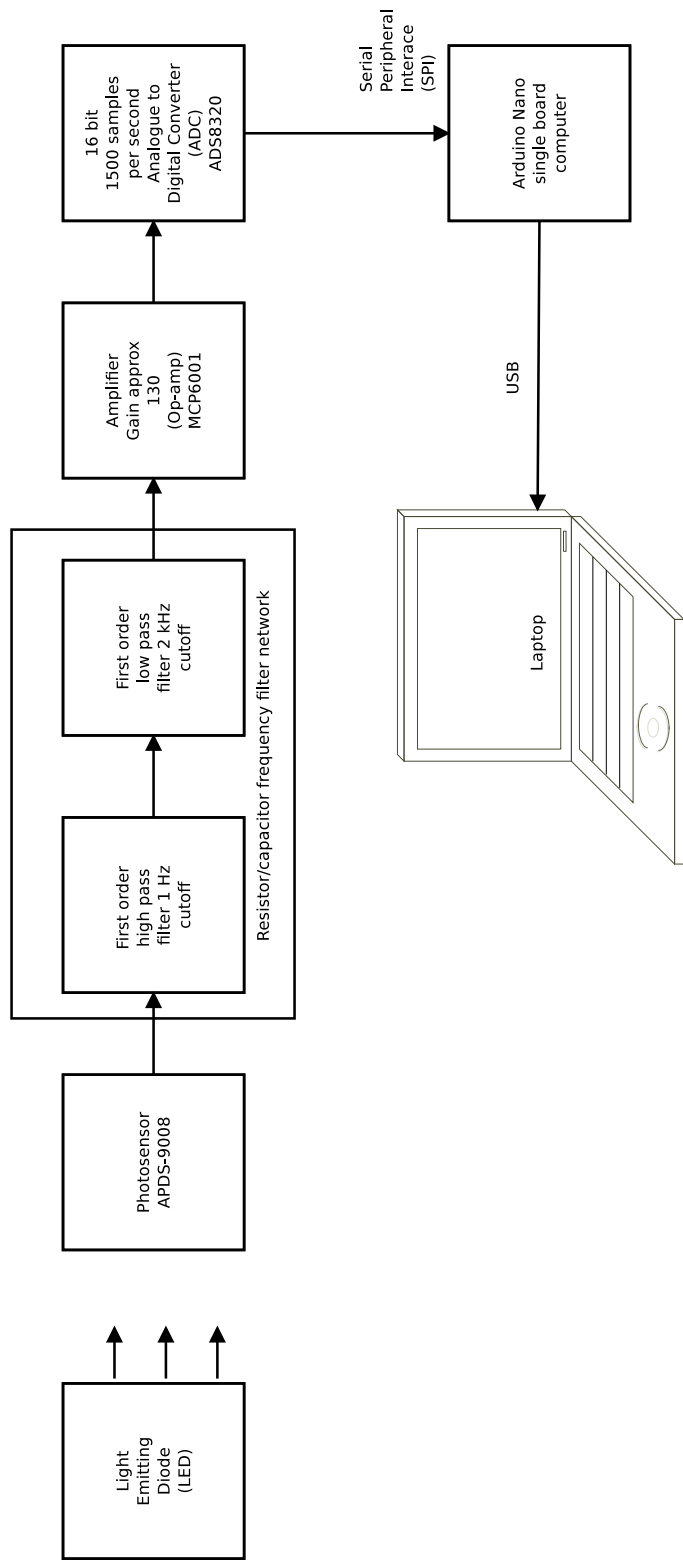 Light
Emitting
Diode
(LED)
Photosensor
APDS-9008
First order
high pass
filter 1 Hz
cutoff
First order
low pass
filter 2 kHz
cutoff
Resistor/capacitor frequency filter network
Amplifier
Gain approx
130
(Op-amp)
MCP6001
16 bit
1500 samples
per second
Analogue to
Digital Converter
(ADC)
ADS8320
Serial
Peripheral
Interace
(SPI)
Arduino Nano
single board
computer
USB
Laptop